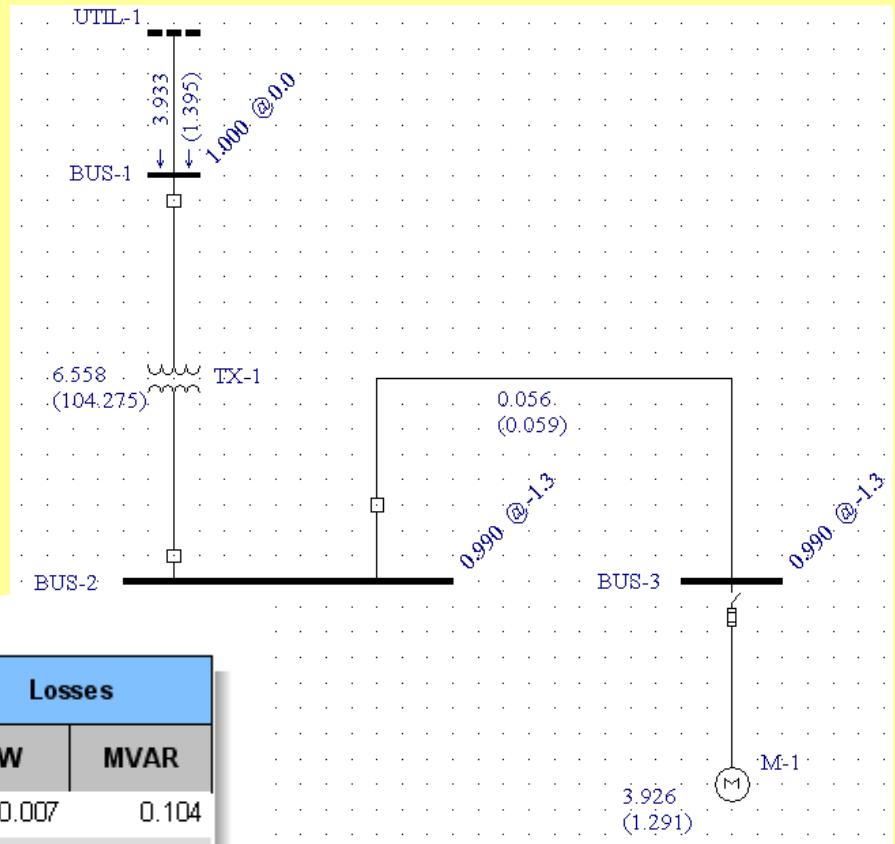 UTIL-1
3.933
(1.395)
1.000 @0.0
BUS-1
6.558
(104.275)
TX-1
0.056
(0.059)
0.990 @-1.3
0.990 @-1.3
BUS-2
BUS-3
Losses
MVAR
0.007
0.104
M-1
M
3.926
(1.291)